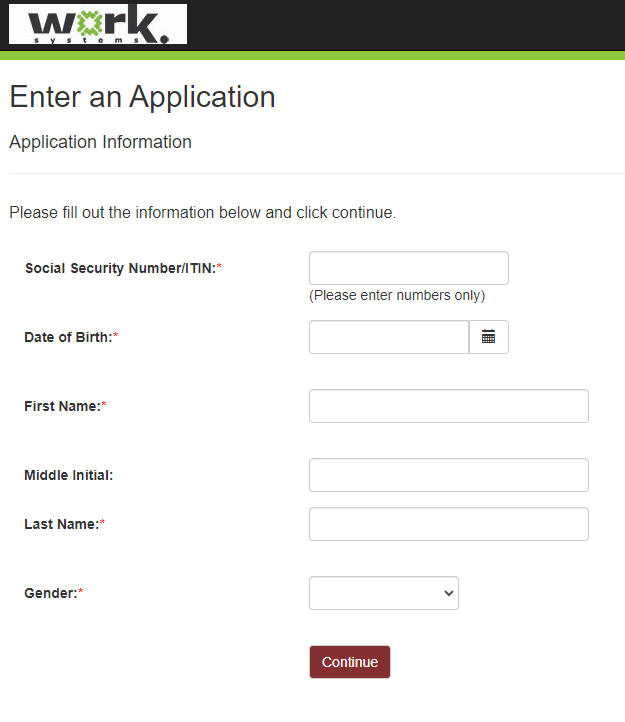 work.
systems
Enter an Application
Application Information
Please fill out the information below and click continue.
Social Security Number/ITIN:*
(Please enter numbers only)
Date of Birth:*
First Name:*
Middle Initial:
Last Name:*
Gender:*
Continue